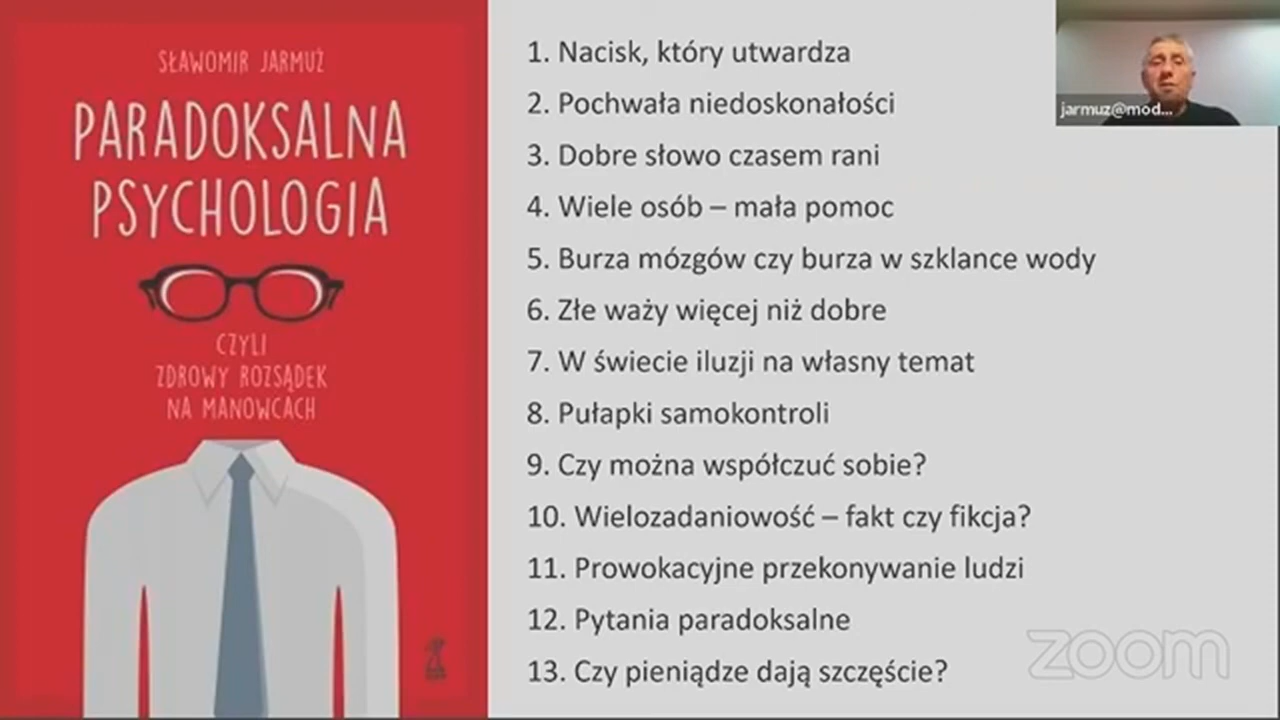 SŁAWOMIR JARMUŻ
PARADOKSALNA
PSYCHOLOGIA
CZYLI
ZDROWY ROZSĄDEK
NA MANOWCACH
1. Nacisk, który utwardza
2. Pochwała niedoskonałości
3. Dobre słowo czasem rani
4. Wiele osób – mała pomoc
5. Burza mózgów czy burza w szklance wody
6. Złe waży więcej niż dobre
7. W świecie iluzji na własny temat
8. Pułapki samokontroli
9. Czy można współczuć sobie?
10. Wielozadaniowość – fakt czy fikcja?
11. Prowokacyjne przekonywanie ludzi
12. Pytania paradoksalne
13. Czy pieniądze dają szczęście?
jarmuz@mod...
zoom